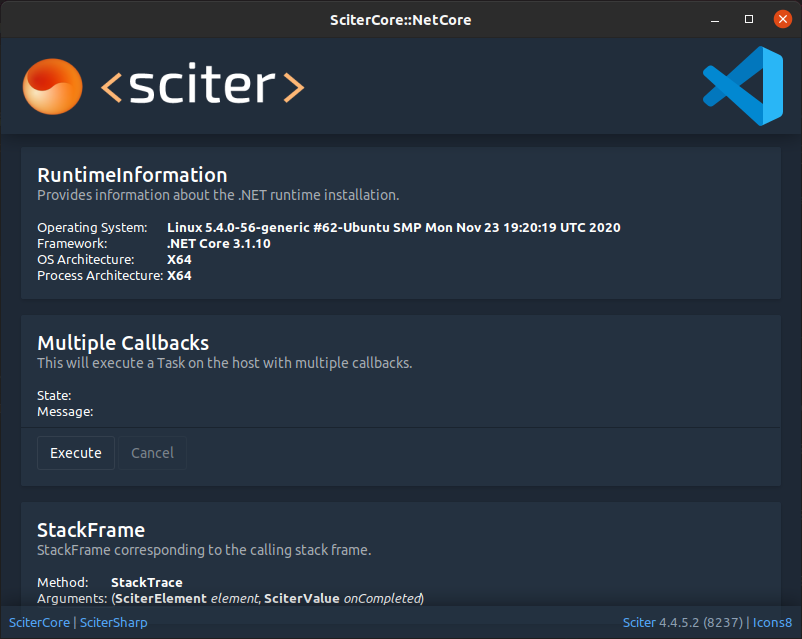 SciterCore::NetCore
<sciter>
RuntimeInformation
Provides information about the .NET runtime installation.
Operating System: Linux 5.4.0-56-generic #62-Ubuntu SMP Mon Nov 23 19:20:19 UTC 2020
Framework: .NET Core 3.1.10
OS Architecture: X64
Process Architecture: X64
Multiple Callbacks
This will execute a Task on the host with multiple callbacks.
State:
Message:
Execute Cancel
StackFrame
StackFrame corresponding to the calling stack frame.
Method: StackTrace
Arguments: (SciterElement element, SciterValue onCompleted)
SciterCore | SciterSharp Sciter 4.4.5.2 (8237) | Icons8